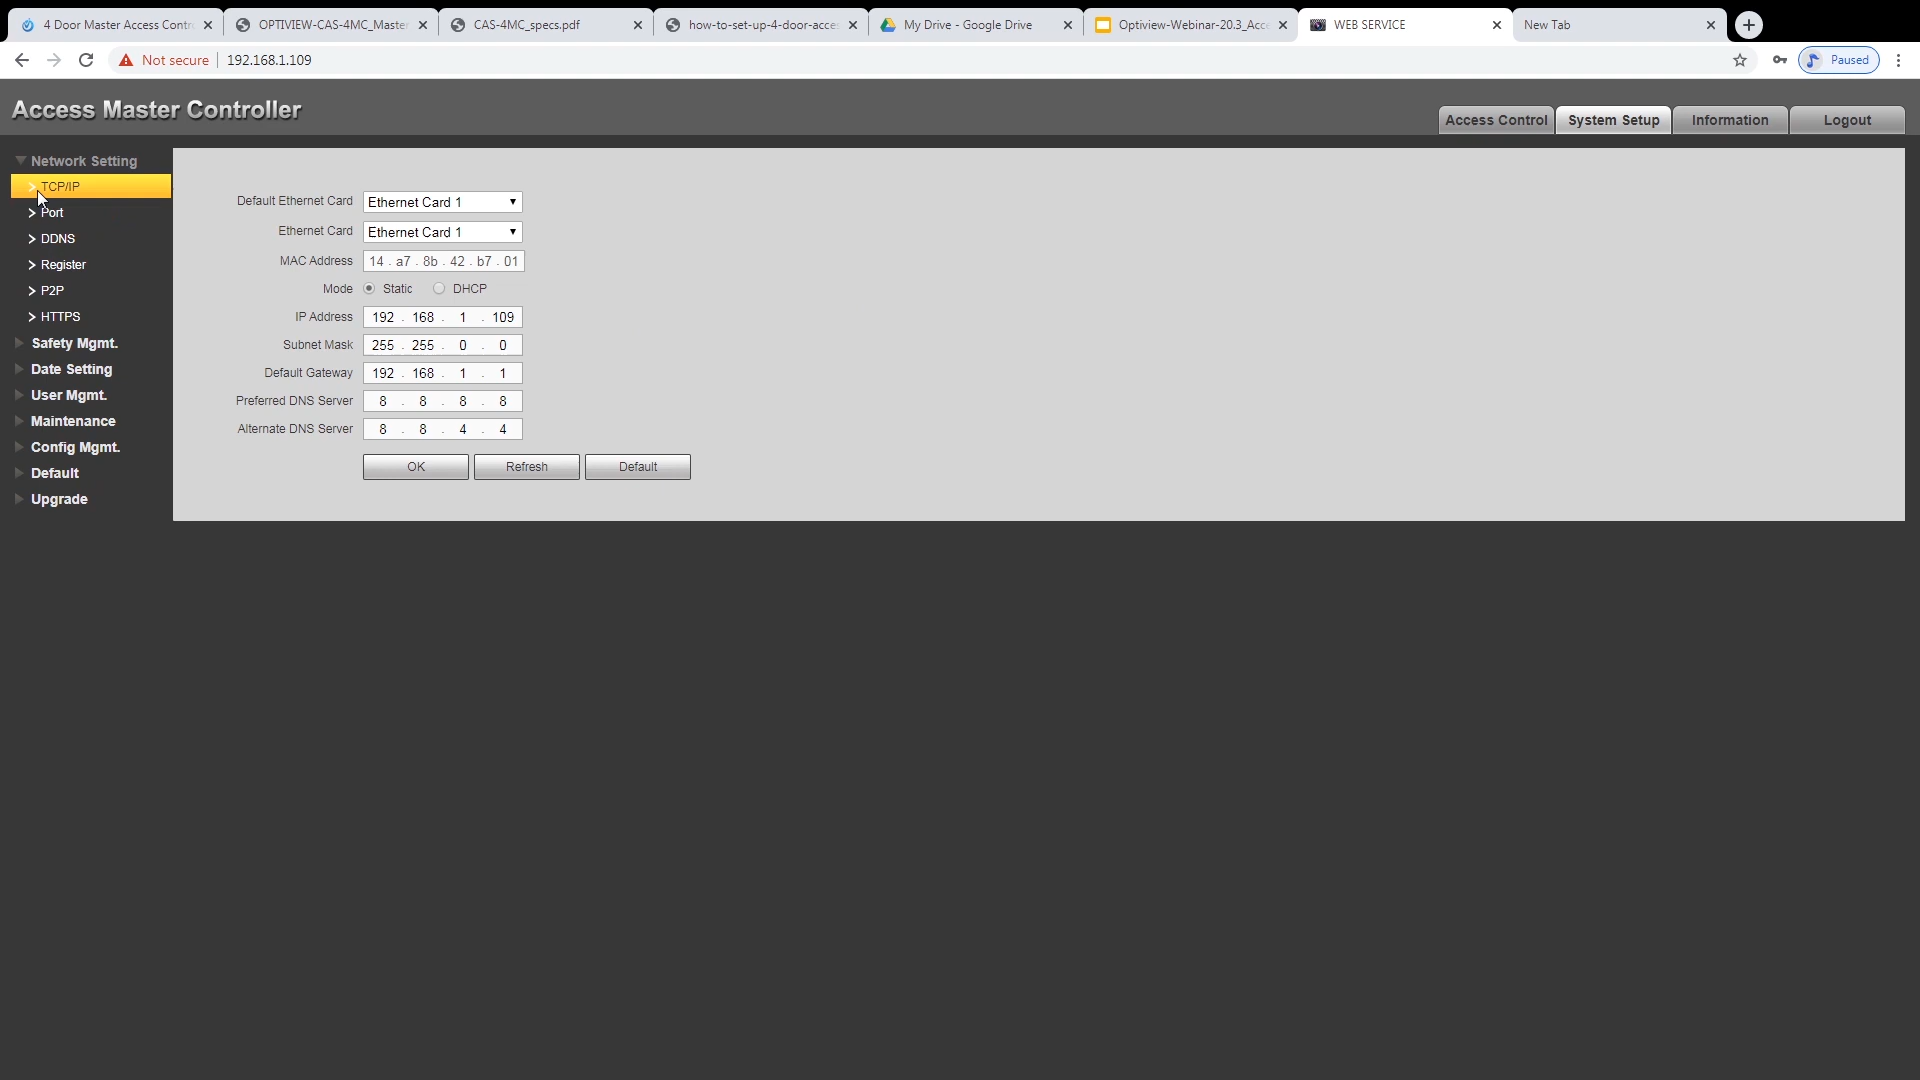 4 Door Master Access Contr
OPTIVIEW-CAS-4MC_Master
CAS-4MC_specs.pdf
how-to-set-up-4-door-acce
My Drive - Google Drive
Optiview-Webinar-20.3_Acce
WEB SERVICE
New Tab
Not secure
192.168.1.109
Paused
Access Master Controller
Access Control
System Setup
Information
Logout
Network Setting
TCP/IP
Port
DDNS
Register
P2P
HTTPS
Safety Mgmt.
Date Setting
User Mgmt.
Maintenance
Config Mgmt.
Default
Upgrade
Default Ethernet Card Ethernet Card 1
Ethernet Card Ethernet Card 1
MAC Address 14 . a7 . 8b . 42 . b7 . 01
Mode Static DHCP
IP Address 192 . 168 . 1 . 109
Subnet Mask 255 . 255 . 0 . 0
Default Gateway 192 . 168 . 1 . 1
Preferred DNS Server 8 . 8 . 8 . 8
Alternate DNS Server 8 . 8 . 4 . 4
OK Refresh Default